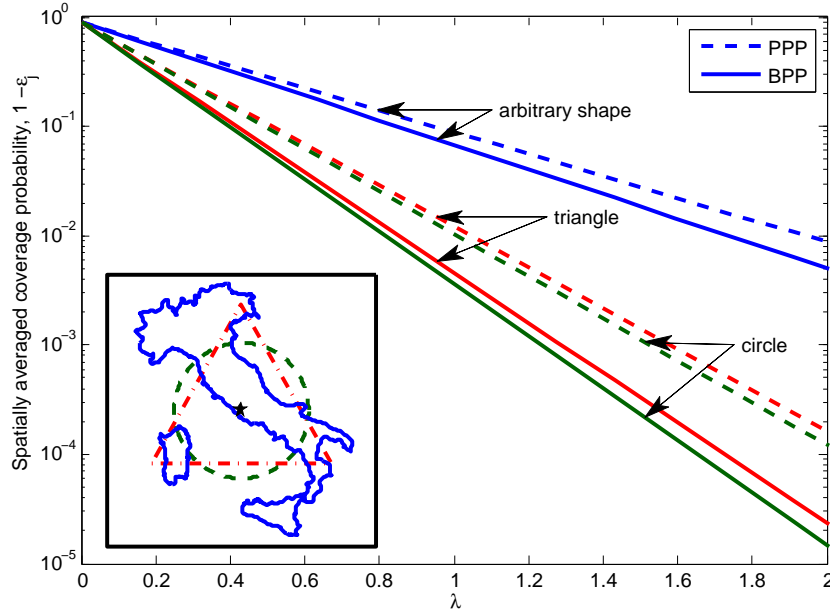 10^0
10^-1
10^-2
10^-3
10^-4
10^-5
Spatially averaged coverage probability, 1 −ε_j
PPP
BPP
arbitrary shape
triangle
circle
0 0.2 0.4 0.6 0.8 1 1.2 1.4 1.6 1.8 2
λ